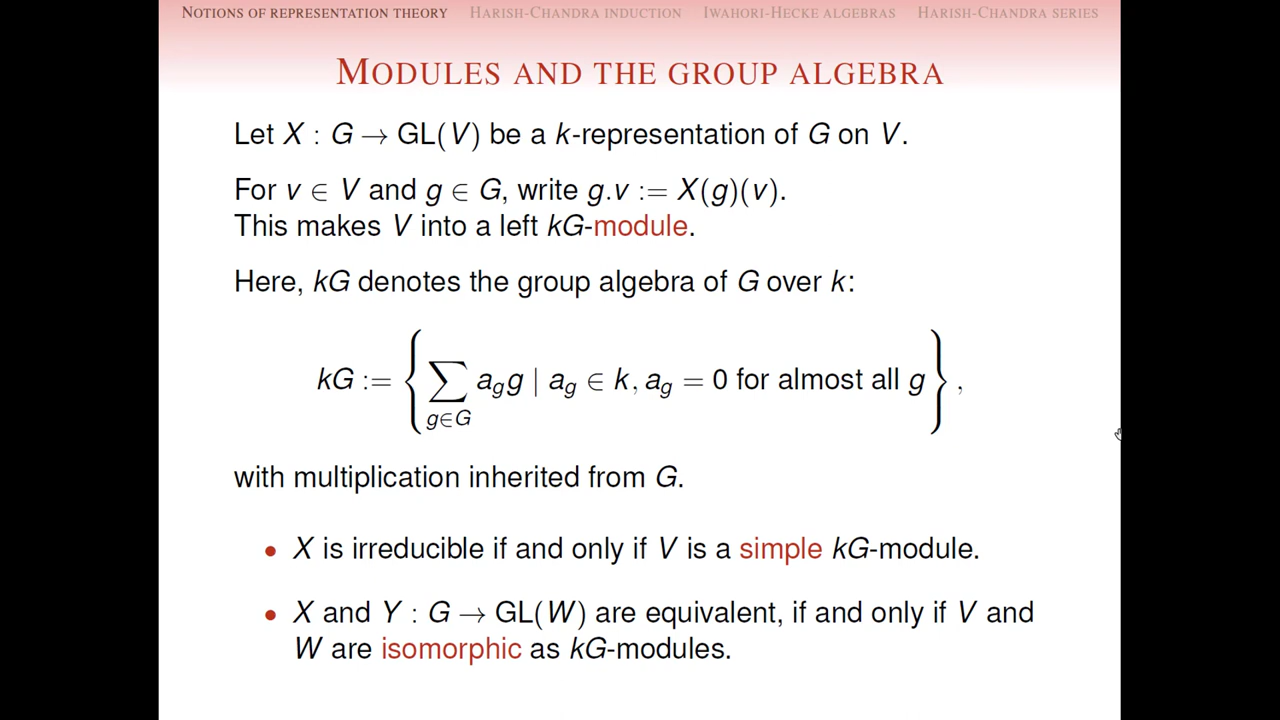 NOTIONS OF REPRESENTATION THEORY HARISH-CHANDRA INDUCTION IWAHORI-HECKE ALGEBRAS HARISH-CHANDRA SERIES
MODULES AND THE GROUP ALGEBRA
Let X : G → GL(V) be a k-representation of G on V.
For v ∈ V and g ∈ G, write g.v := X(g)(v).
This makes V into a left kG-module.
Here, kG denotes the group algebra of G over k:
kG := { ∑_{g∈G} a_g g | a_g ∈ k, a_g = 0 for almost all g } ,
with multiplication inherited from G.
• X is irreducible if and only if V is a simple kG-module.
• X and Y : G → GL(W) are equivalent, if and only if V and
W are isomorphic as kG-modules.